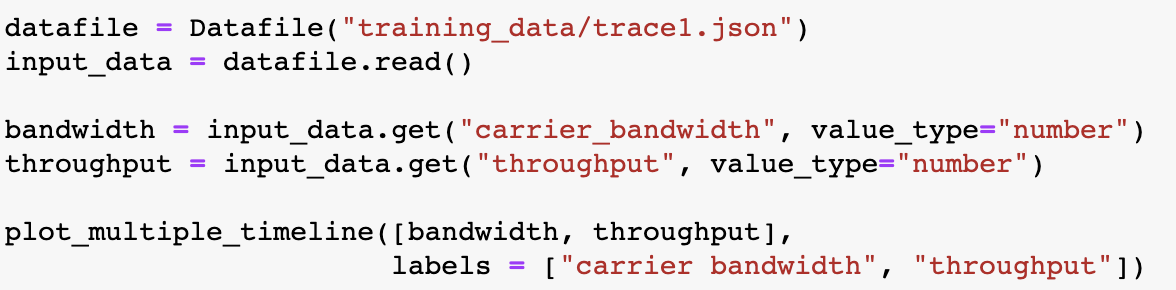 datafile = Datafile("training_data/trace1.json")
input_data = datafile.read()
bandwidth = input_data.get("carrier_bandwidth", value_type="number")
throughput = input_data.get("throughput", value_type="number")
plot_multiple_timeline([bandwidth, throughput],
labels = ["carrier bandwidth", "throughput"])